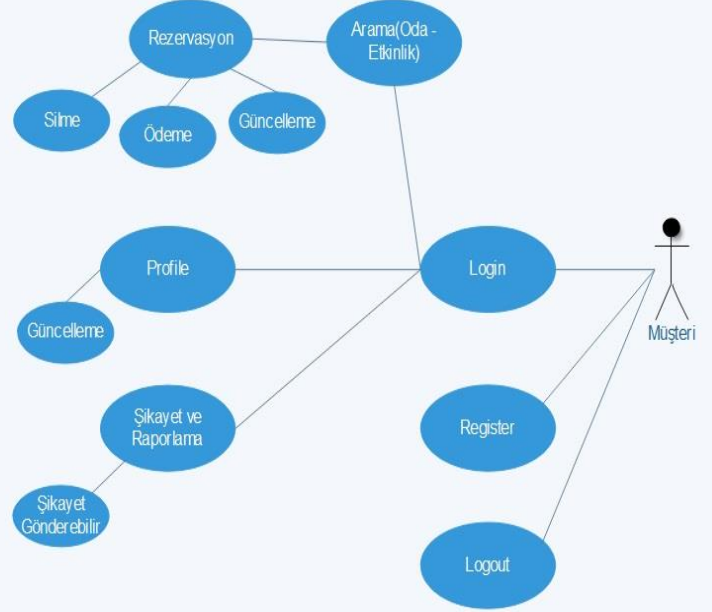 Rezervasyon
Arama(Oda -
Etkinlik)
Silme
Ödeme
Güncelleme
Profile
Login
Güncelleme
Müşteri
Şikayet ve
Raporlama
Register
Şikayet
Gönderebilir
Logout